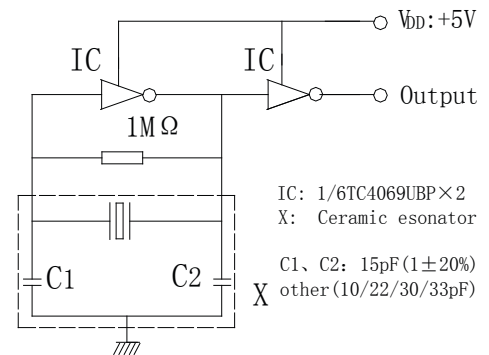 VDD:+5V
IC
IC
Output
1MΩ
IC: 1/6TC4069UBP×2
X: Ceramic esonator
C1
C2
X
C1、C2: 15pF(1±20%)
other(10/22/30/33pF)